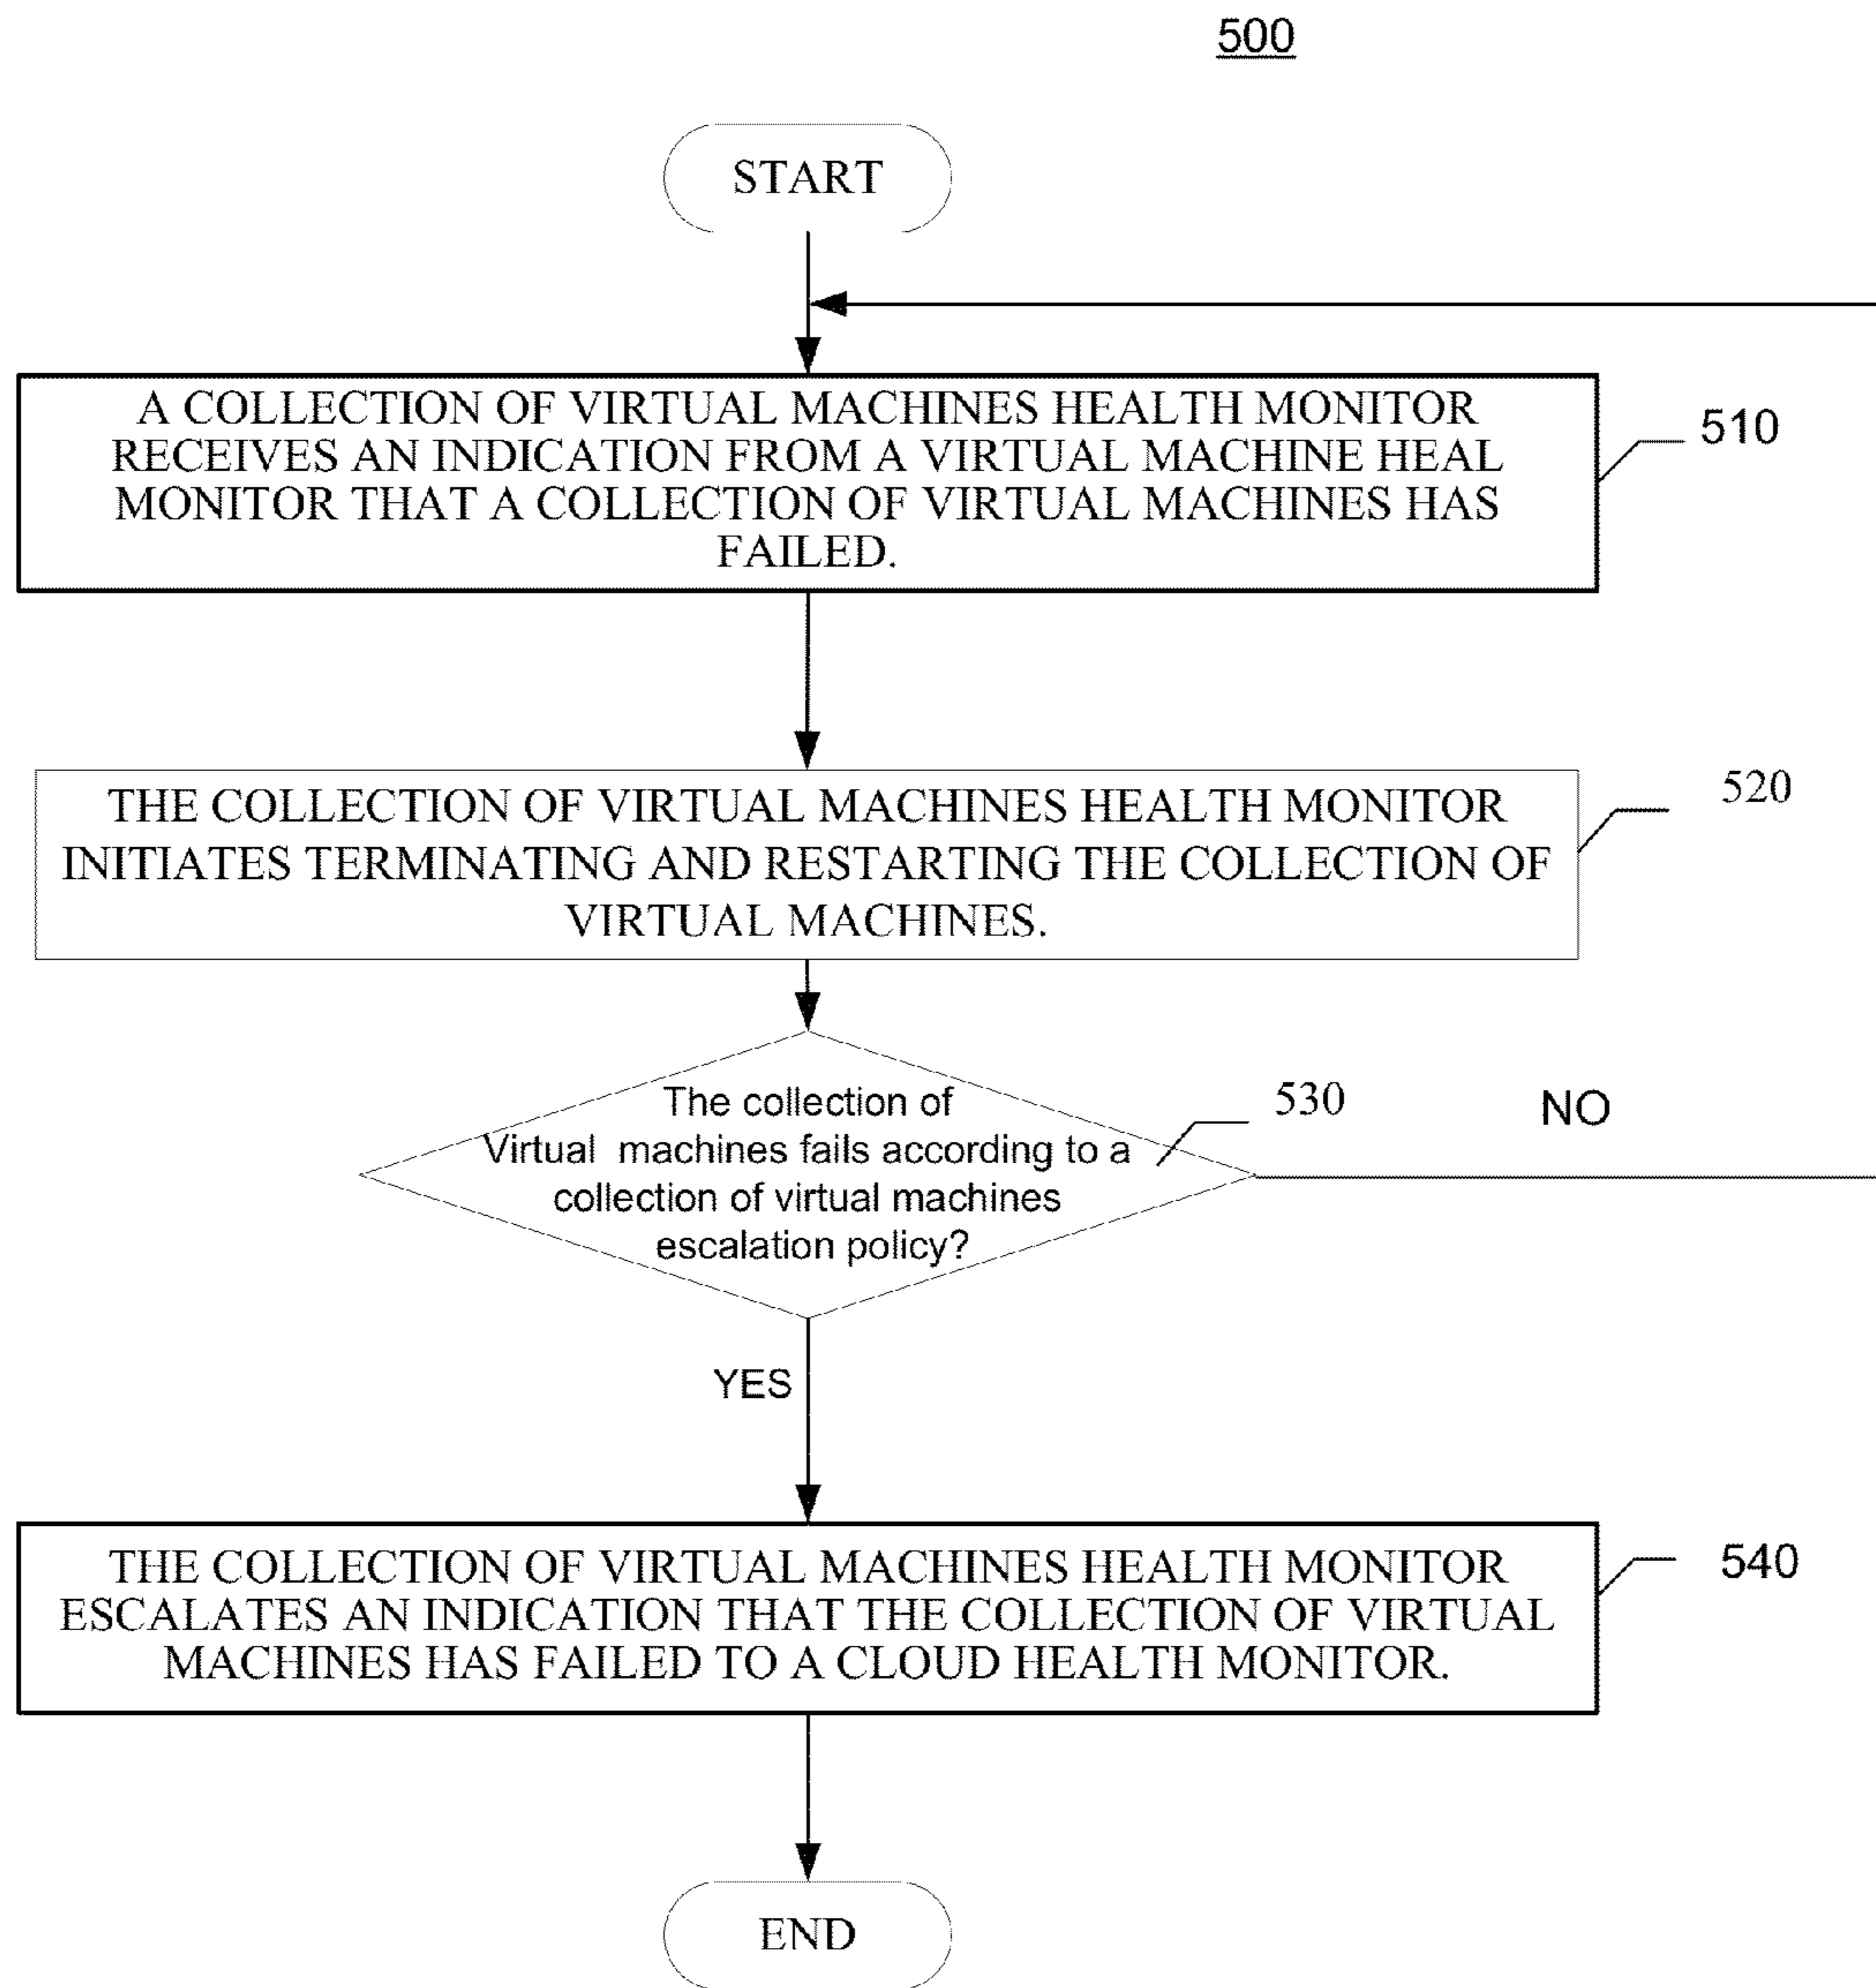 500
START
A COLLECTION OF VIRTUAL MACHINES HEALTH MONITOR
RECEIVES AN INDICATION FROM A VIRTUAL MACHINE HEAL
MONITOR THAT A COLLECTION OF VIRTUAL MACHINES HAS
FAILED.
510
THE COLLECTION OF VIRTUAL MACHINES HEALTH MONITOR
INITIATES TERMINATING AND RESTARTING THE COLLECTION OF
VIRTUAL MACHINES.
520
The collection of
Virtual machines fails according to a
collection of virtual machines
escalation policy?
530
NO
YES
THE COLLECTION OF VIRTUAL MACHINES HEALTH MONITOR
ESCALATES AN INDICATION THAT THE COLLECTION OF VIRTUAL
MACHINES HAS FAILED TO A CLOUD HEALTH MONITOR.
540
END